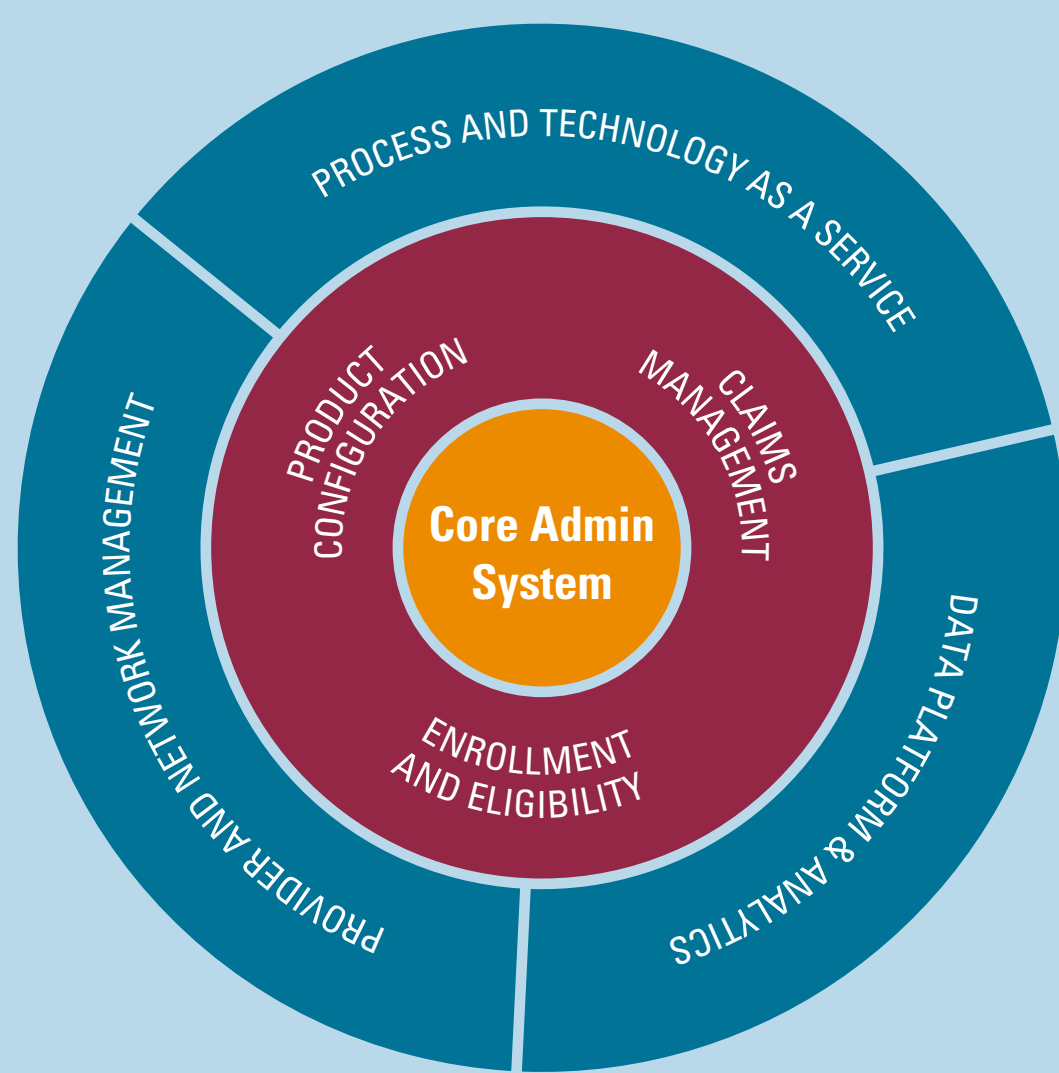 PROCESS AND TECHNOLOGY AS A SERVICE
PRODUCT
CONFIGURATION
CLAIMS
MANAGEMENT
Core Admin
System
ENROLLMENT
AND ELIGIBILITY
PROVIDER AND NETWORK MANAGEMENT
DATA PLATFORM & ANALYTICS